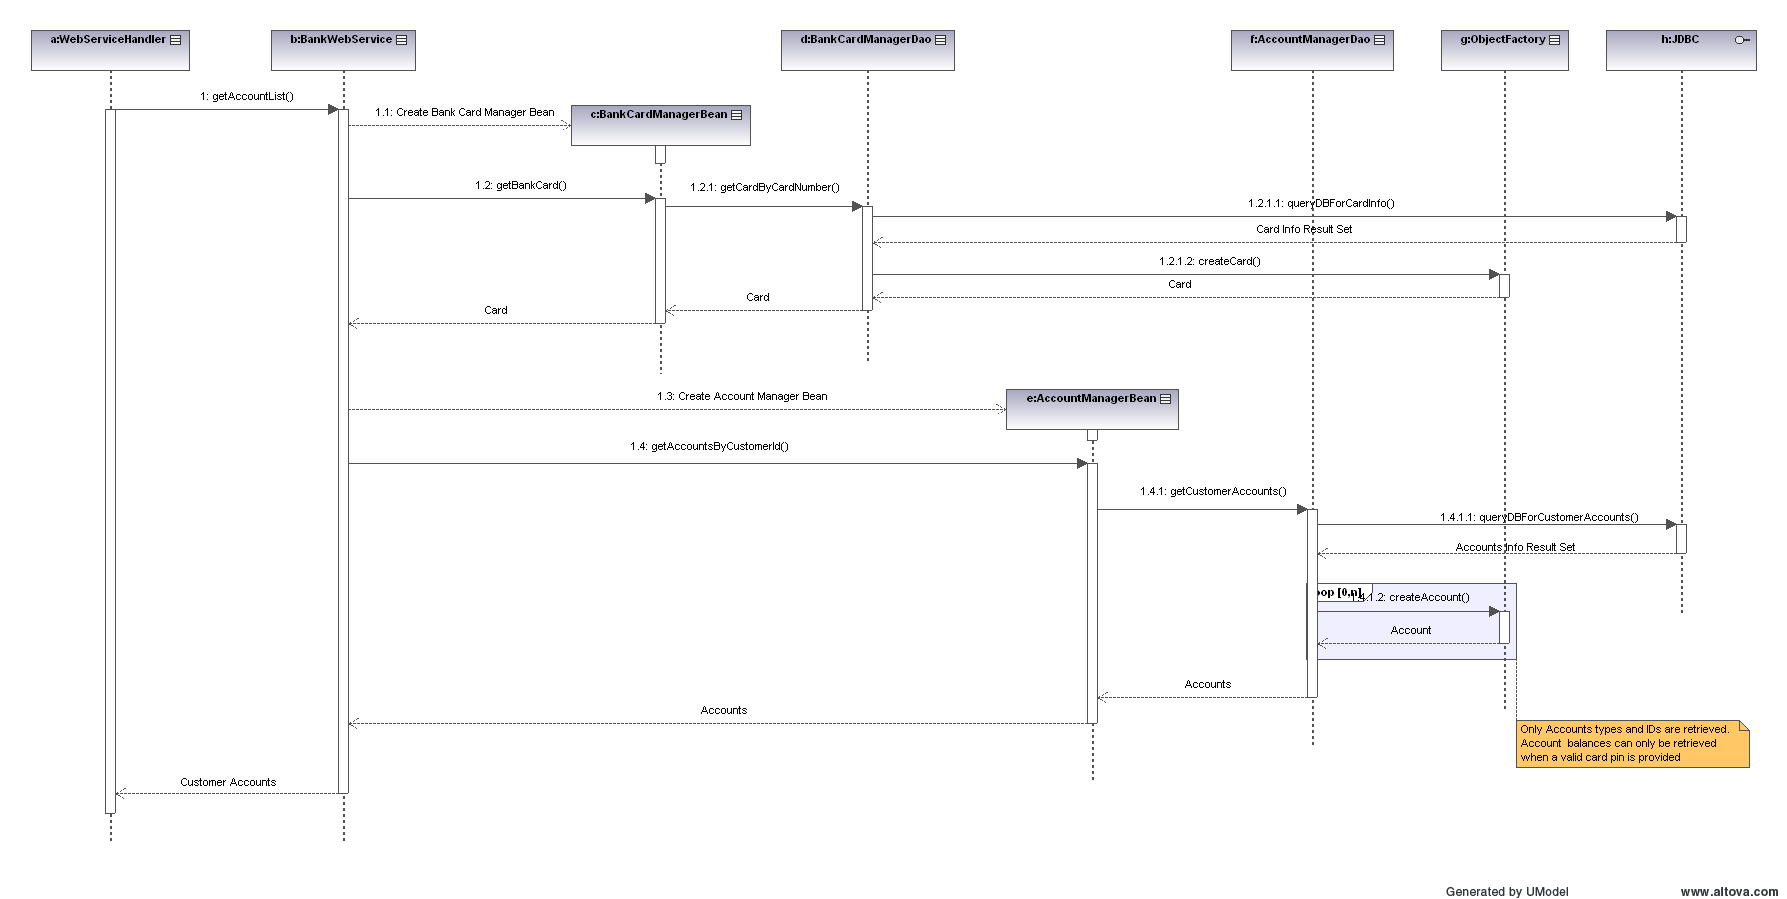 a:WebServiceHandler
b:BankWebService
d:BankCardManagerDao
f:AccountManagerDao
g:ObjectFactory
h:JDBC
1: getAccountList()
1.1: Create Bank Card Manager Bean
c:BankCardManagerBean
1.2: getBankCard()
1.2.1: getCardByCardNumber()
1.2.1.1: queryDBForCardInfo()
Card Info Result Set
1.2.1.2: createCard()
Card
Card
Card
1.3: Create Account Manager Bean
e:AccountManagerBean
1.4: getAccountsByCustomerId()
1.4.1: getCustomerAccounts()
1.4.1.1: queryDBForCustomerAccounts()
Accounts Info Result Set
oop [0,n]
1.4.1.2: createAccount()
Account
Accounts
Accounts
Only Accounts types and IDs are retrieved.
Account balances can only be retrieved
when a valid card pin is provided
Customer Accounts
Generated by UModel
www.altova.com